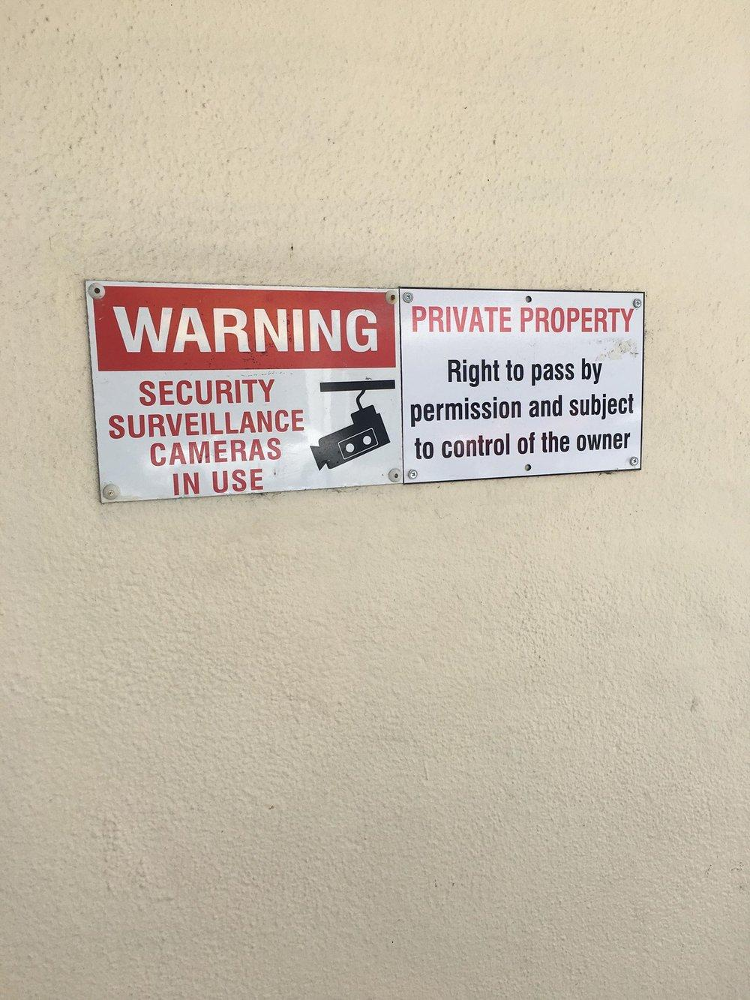 WARNING
SECURITY
SURVEILLANCE
CAMERAS
IN USE
PRIVATE PROPERTY
Right to pass by
permission and subject
to control of the owner